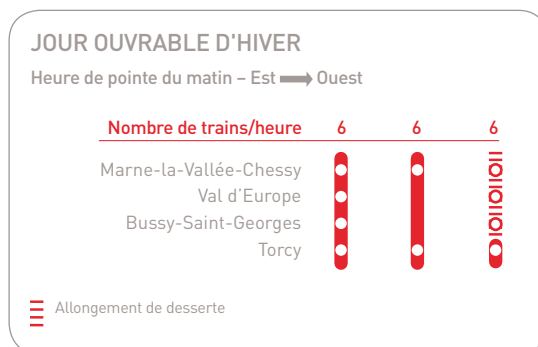 JOUR OUVRABLE D'HIVER
Heure de pointe du matin – Est Ouest
Nombre de trains/heure 6 6 6
Marne-la-Vallée-Chessy
Val d'Europe
Bussy-Saint-Georges
Torcy
Allongement de desserte